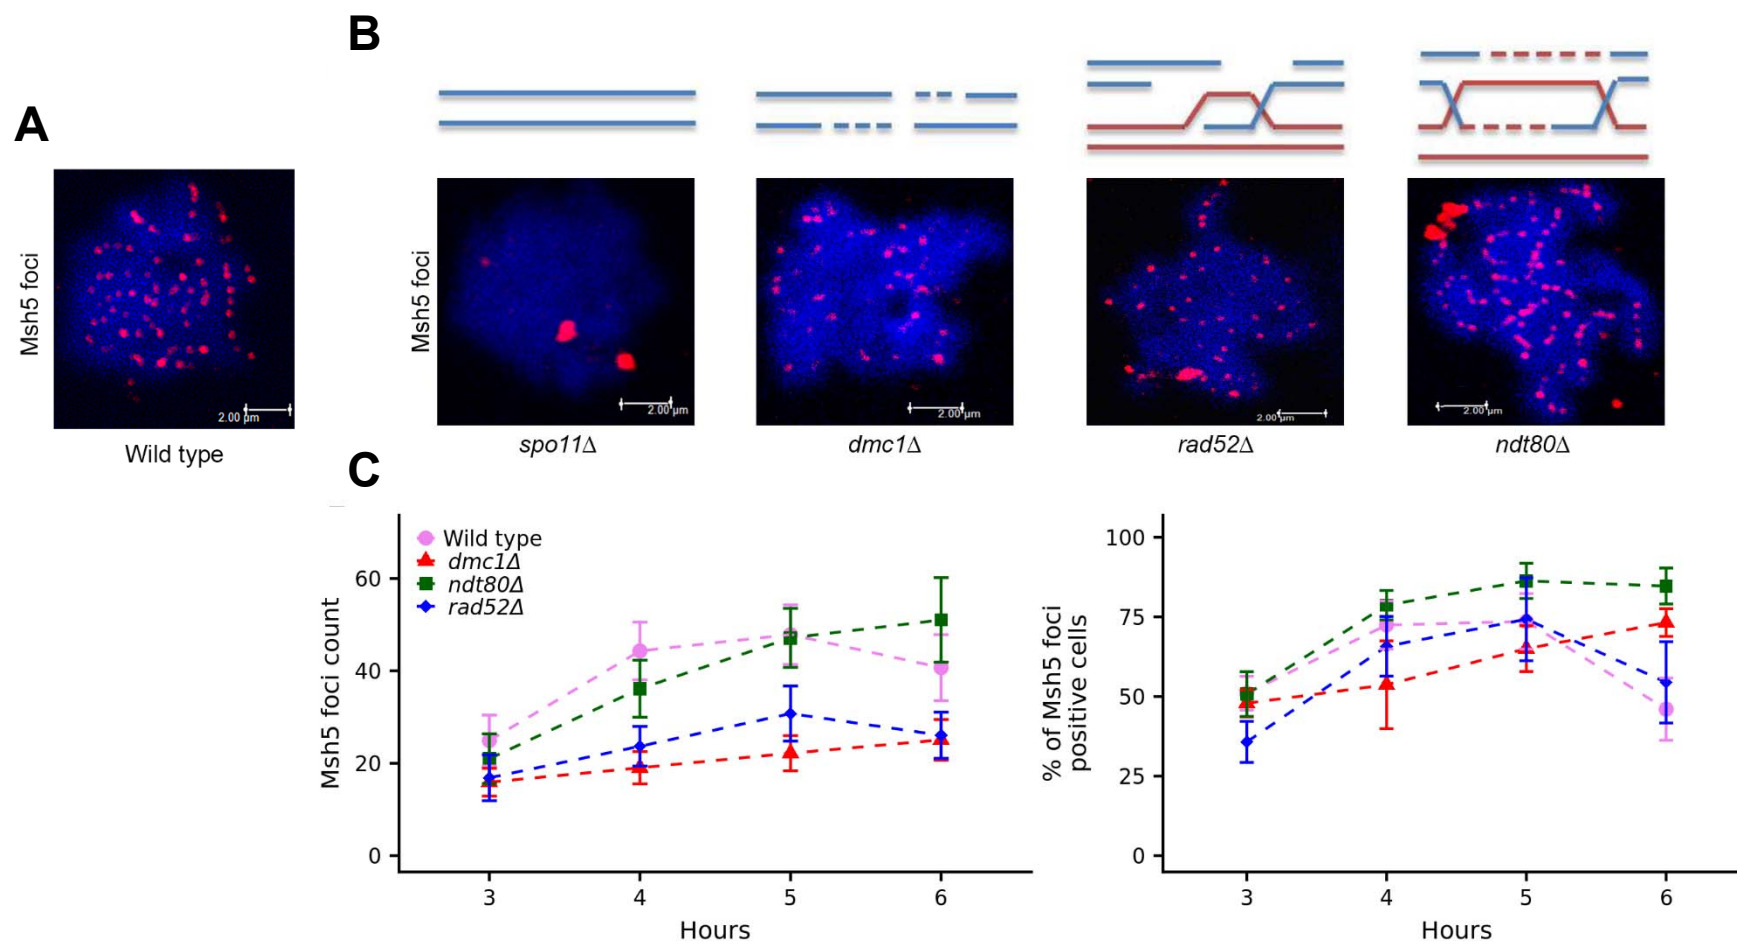 A
B
Msh5 foci
2.00 µm
Wild type
Msh5 foci
2.00 µm
2.00 µm
2.00 µm
2.00 µm
spo11Δ
dmc1Δ
rad52Δ
ndt80Δ
C
Wild type
dmc1Δ
ndt80Δ
rad52Δ
Msh5 foci count
60
40
20
0
3 4 5 6
Hours
% of Msh5 foci
positive cells
100
75
50
25
0
3 4 5 6
Hours